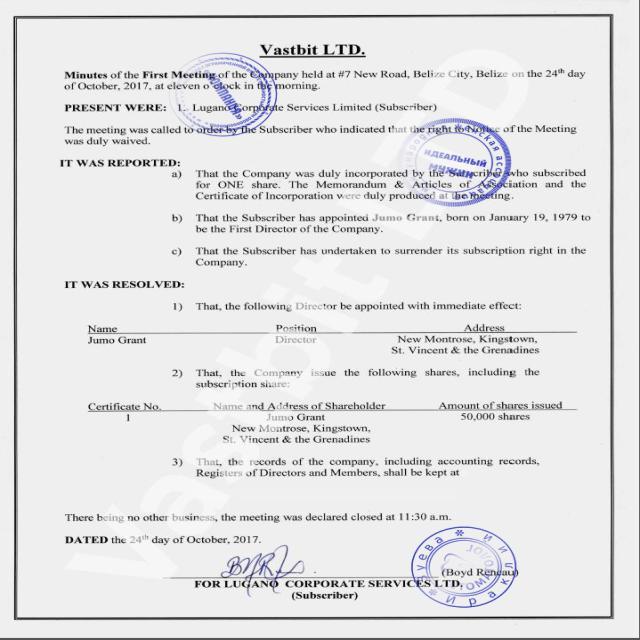 Vastbit LTD.
Minutes of the First Meeting of the Company held at #7 New Road, Belize City, Belize on the 24th day
of October, 2017, at eleven o'clock in the morning.
PRESENT WERE: 1. Lugano Corporate Services Limited (Subscriber)
The meeting was called to order by the Subscriber who indicated that the right to Notice of the Meeting
was duly waived.
IT WAS REPORTED:
a) That the Company was duly incorporated by the Subscriber who subscribed
for ONE share. The Memorandum & Articles of Association and the
Certificate of Incorporation were duly produced at the meeting.
b) That the Subscriber has appointed Jumo Grant, born on January 19, 1979 to
be the First Director of the Company.
c) That the Subscriber has undertaken to surrender its subscription right in the
Company.
IT WAS RESOLVED:
1) That, the following Director be appointed with immediate effect:
Name Position Address
Jumo Grant Director New Montrose, Kingstown,
St. Vincent & the Grenadines
2) That, the Company issue the following shares, including the
subscription share:
Certificate No. Name and Address of Shareholder Amount of shares issued
1 Jumo Grant 50,000 shares
New Montrose, Kingstown,
St. Vincent & the Grenadines
3) That, the records of the company, including accounting records,
Registers of Directors and Members, shall be kept at
There being no other business, the meeting was declared closed at 11:30 a.m.
DATED the 24th day of October, 2017.
(Boyd Reneau)
FOR LUGANO CORPORATE SERVICES LTD.
(Subscriber)
ИДЕАЛЬНЫЙ
МУЖЧИН
Vastbit LTD